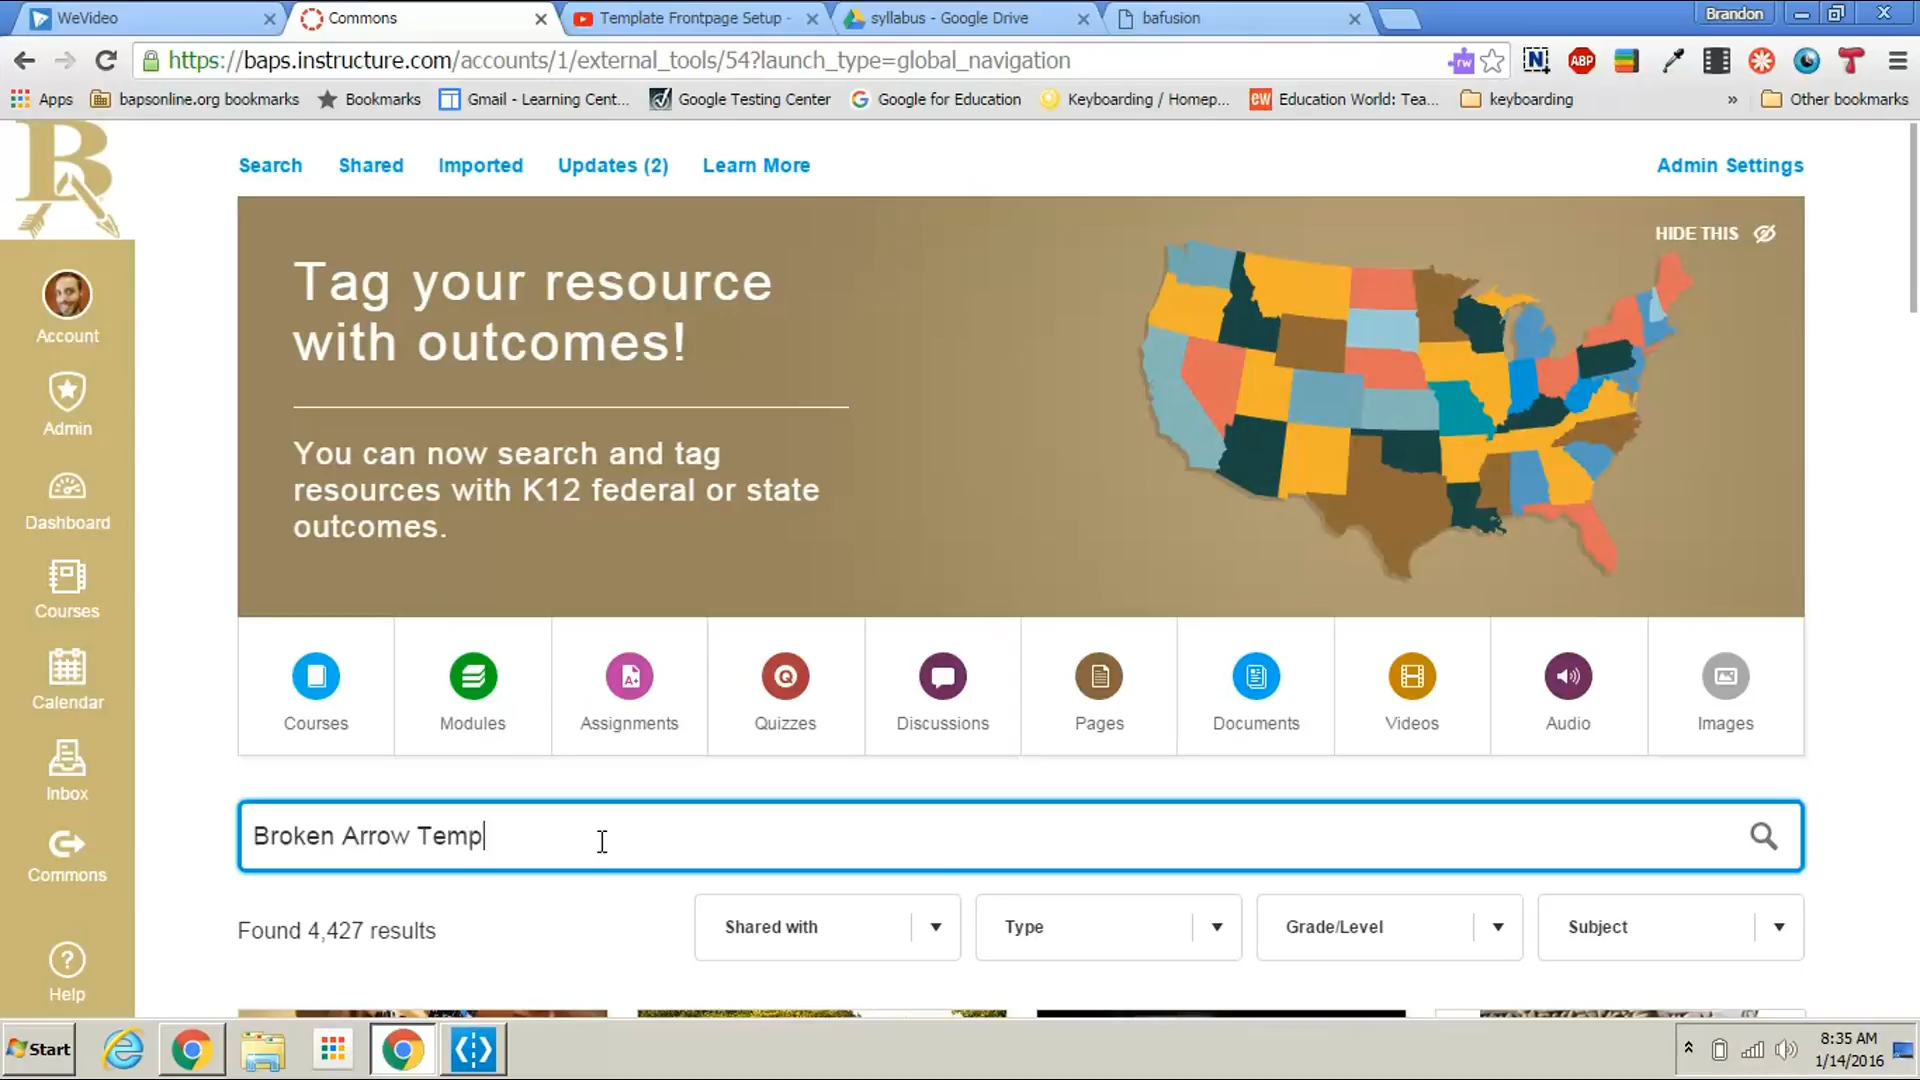 WeVideo
Commons
Template Frontpage Setup -
syllabus - Google Drive
bafusion
Brandon
https://baps.instructure.com/accounts/1/external_tools/54?launch_type=global_navigation
rw
N
ABP
Apps
bapsonline.org bookmarks
Bookmarks
Gmail - Learning Cent...
Google Testing Center
Google for Education
Keyboarding / Homep...
ew
Education World: Tea...
keyboarding
»
Other bookmarks
B
Search
Shared
Imported
Updates (2)
Learn More
Admin Settings
HIDE THIS
Tag your resource
with outcomes!
You can now search and tag
resources with K12 federal or state
outcomes.
Account
Admin
Dashboard
Courses
Calendar
Inbox
Commons
Help
Courses
Modules
A+
Assignments
Q
Quizzes
Discussions
Pages
Documents
Videos
Audio
Images
Broken Arrow Temp
Found 4,427 results
Shared with
Type
Grade/Level
Subject
Start
8:35 AM
1/14/2016